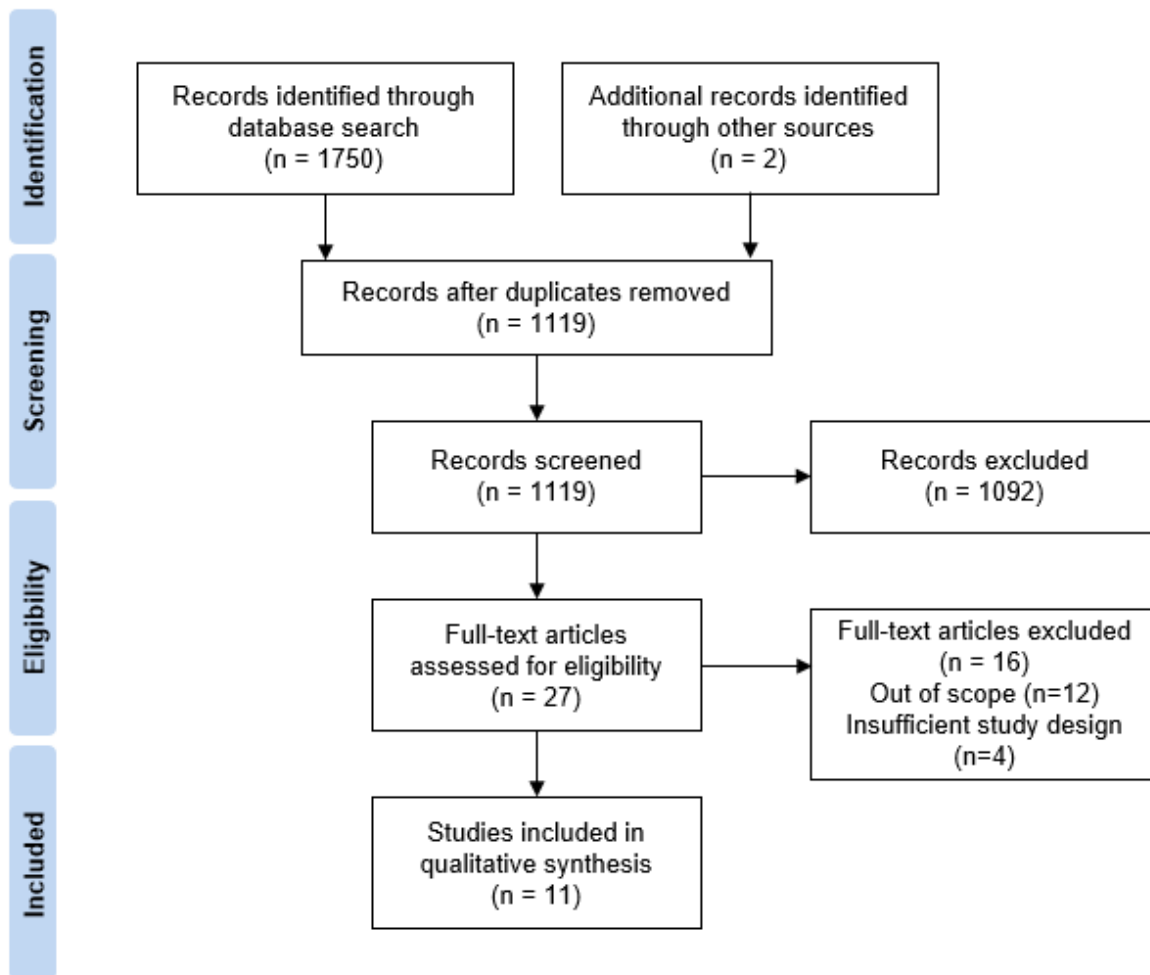 Identification
Records identified through
database search
(n = 1750)
Additional records identified
through other sources
(n = 2)
Screening
Records after duplicates removed
(n = 1119)
Records screened
(n = 1119)
Records excluded
(n = 1092)
Eligibility
Full-text articles
assessed for eligibility
(n = 27)
Full-text articles excluded
(n = 16)
Out of scope (n=12)
Insufficient study design
(n=4)
Included
Studies included in
qualitative synthesis
(n = 11)